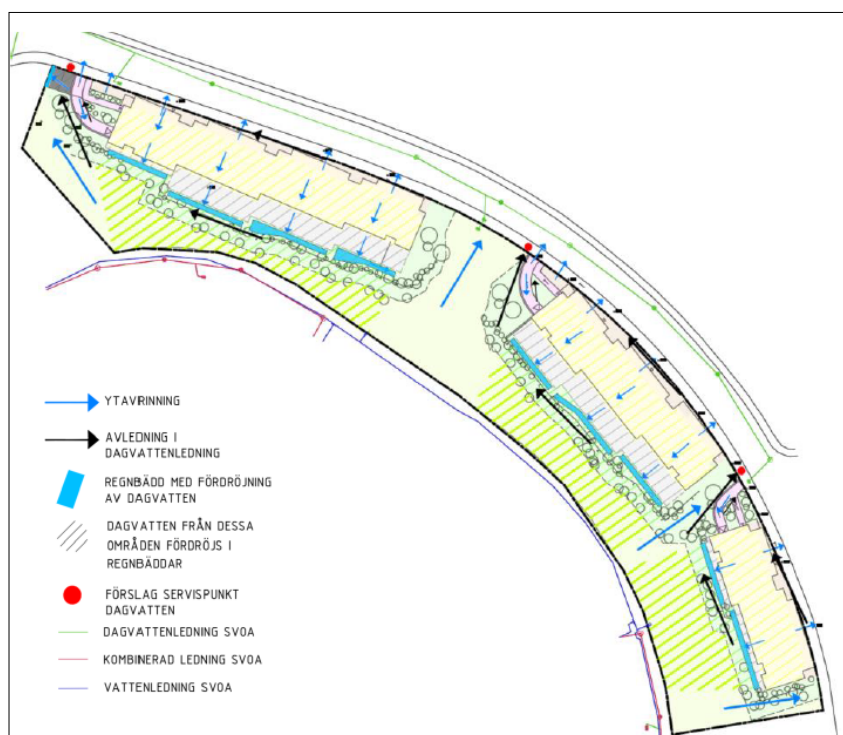 YTAVRINNING
AVLEDNING I
DAGVATTENLEDNING
REGNBÄDD MED FÖRDRÖJNING
AV DAGVATTEN
DAGVATTEN FRÅN DESSA
OMRÅDEN FÖRDRÖJS I
REGNBÄDDAR
FÖRSLAG SERVISPUNKT
DAGVATTEN
DAGVATTENLEDNING SVOA
KOMBINERAD LEDNING SVOA
VATTENLEDNING SVOA